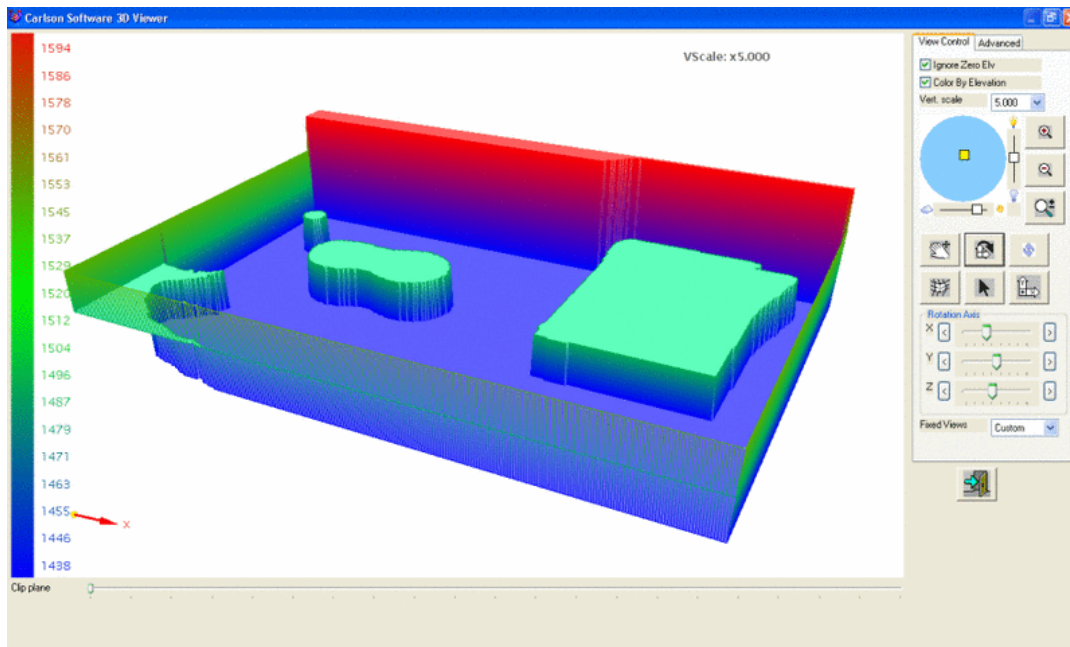 Carlson Software 3D Viewer
VScale: x5.000
1594
1586
1578
1570
1561
1553
1545
1537
1529
1520
1512
1504
1496
1487
1479
1471
1463
1455
1446
1438
X
Clip plane
View Control
Advanced
Ignore Zero Elv
Color By Elevation
Vert. scale
5.000
Rotation Axis
X
<
>
Y
<
>
Z
<
>
Fixed Views
Custom